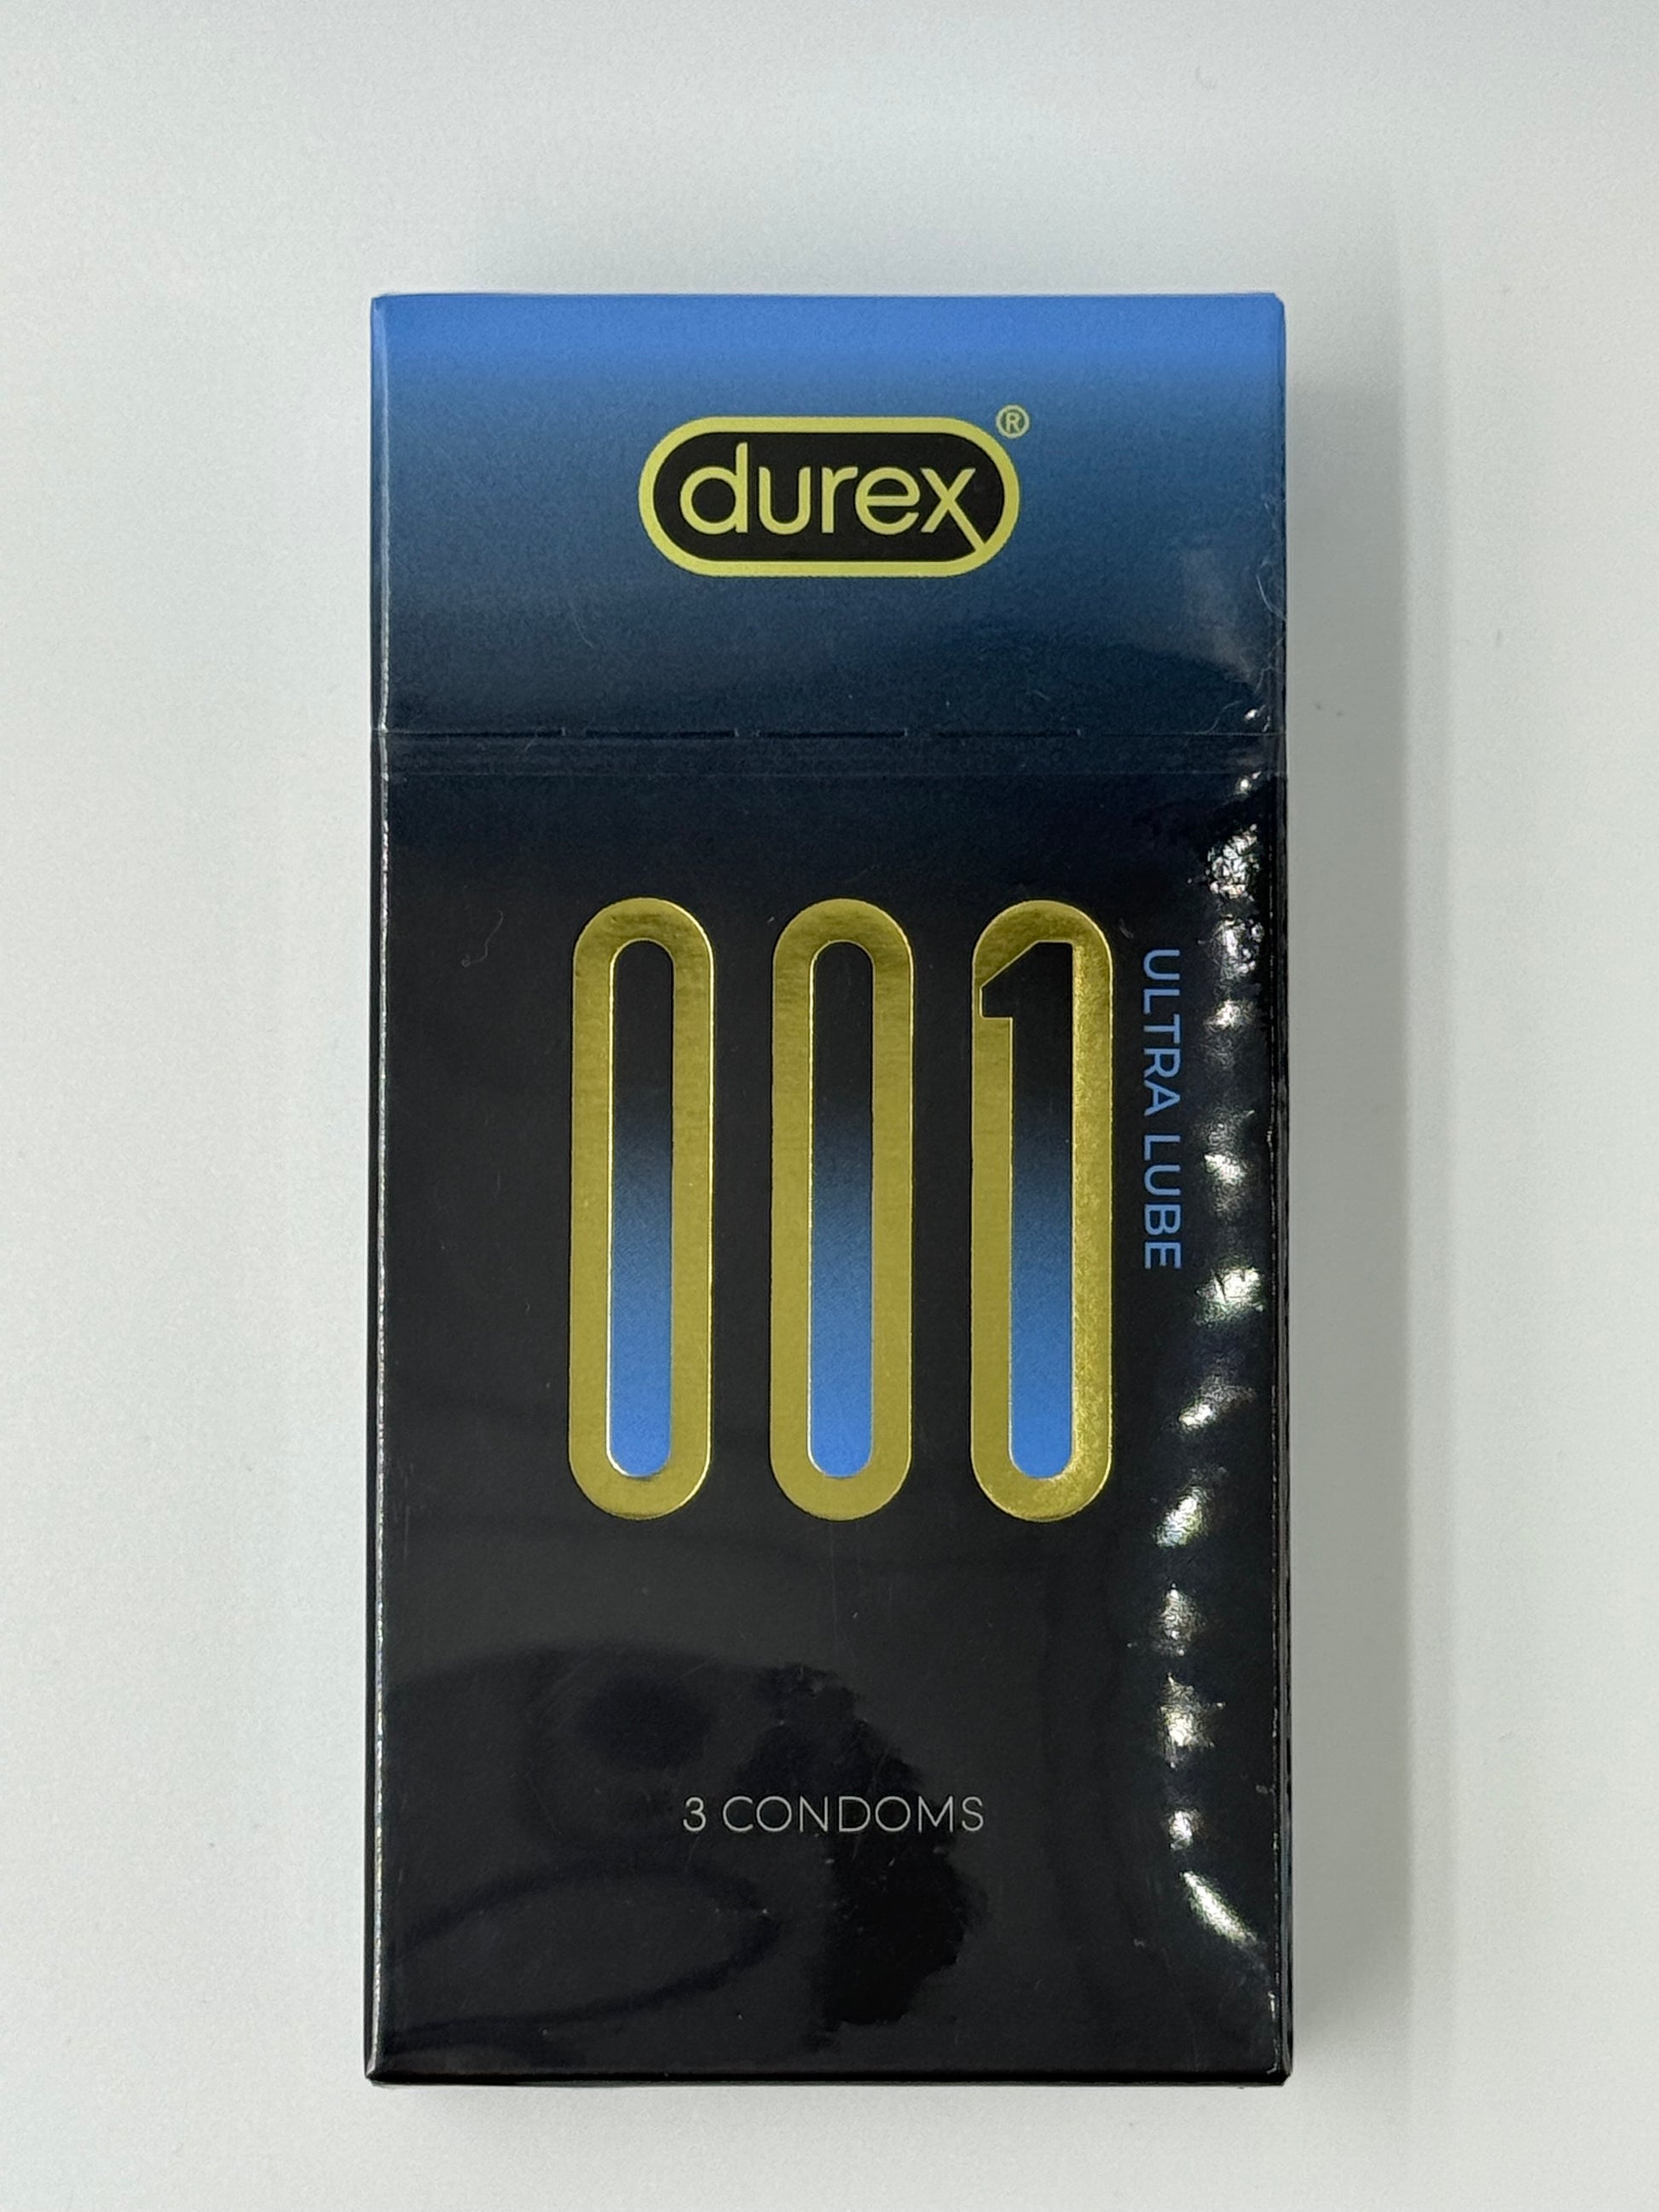 durex®
001
ULTRA LUBE
3 CONDOMS